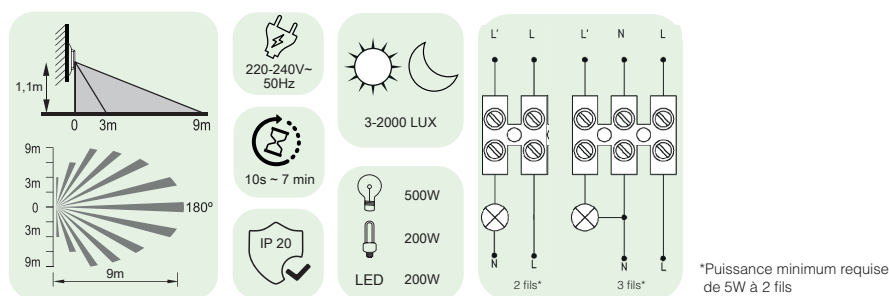 1,1m
0 3m 9m
9m
3m
0
3m
9m
180º
9m
220-240V~
50Hz
10s ~ 7 min
IP 20
3-2000 LUX
500W
200W
LED 200W
L' L
N L
2 fils*
L' N L
N L
3 fils*
*Puissance minimum requise
de 5W à 2 fils